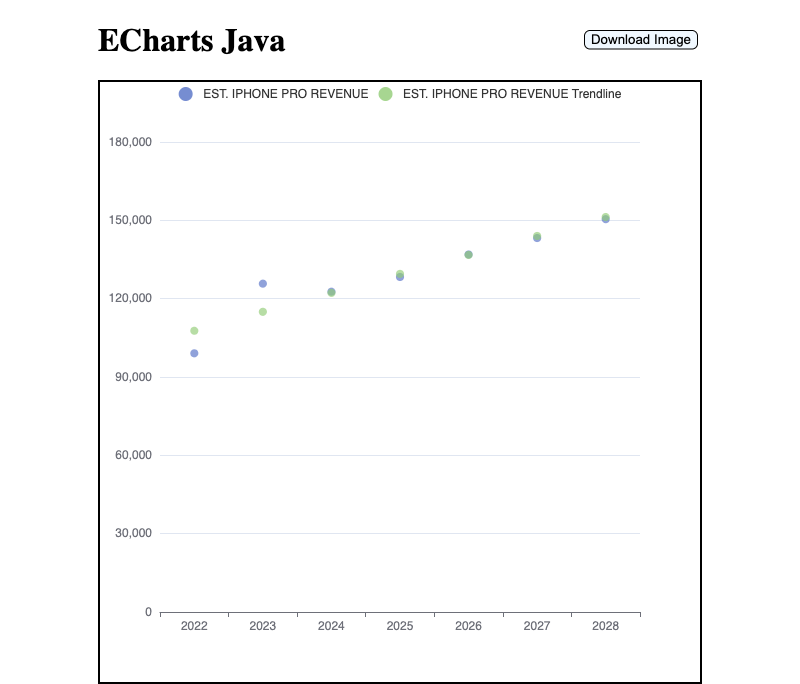 ECharts Java
Download Image
EST. IPHONE PRO REVENUE
EST. IPHONE PRO REVENUE Trendline
180,000
150,000
120,000
90,000
60,000
30,000
0
2022 2023 2024 2025 2026 2027 2028